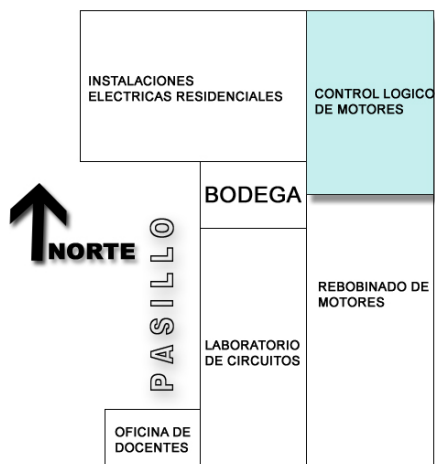 INSTALACIONES
ELECTRICAS RESIDENCIALES
CONTROL LOGICO
DE MOTORES
BODEGA
NORTE
PASILLO
REBOBINADO DE
MOTORES
LABORATORIO
DE CIRCUITOS
OFICINA DE
DOCENTES